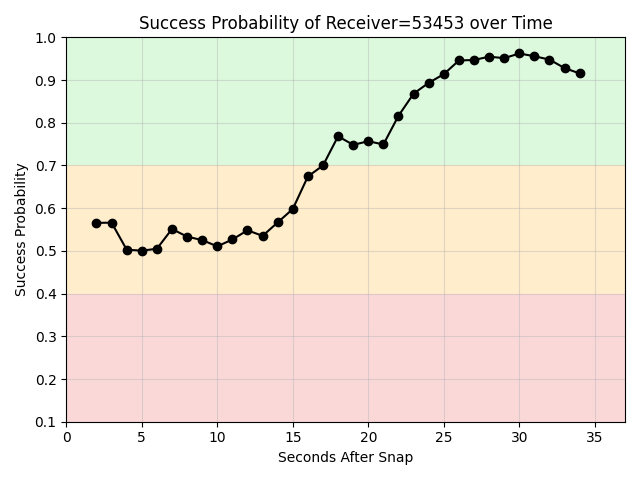 Success Probability of Receiver=53453 over Time
1.0
0.9
0.8
0.7
0.6
0.5
0.4
0.3
0.2
0.1
Success Probability
0 5 10 15 20 25 30 35
Seconds After Snap